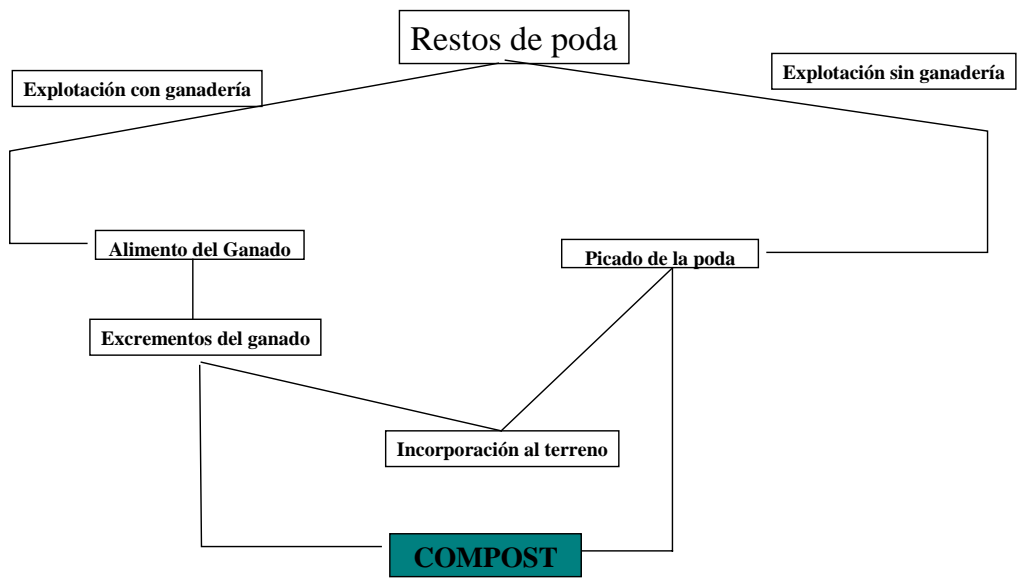 Restos de poda
Explotación con ganadería
Explotación sin ganadería
Alimento del Ganado
Picado de la poda
Excrementos del ganado
Incorporación al terreno
COMPOST